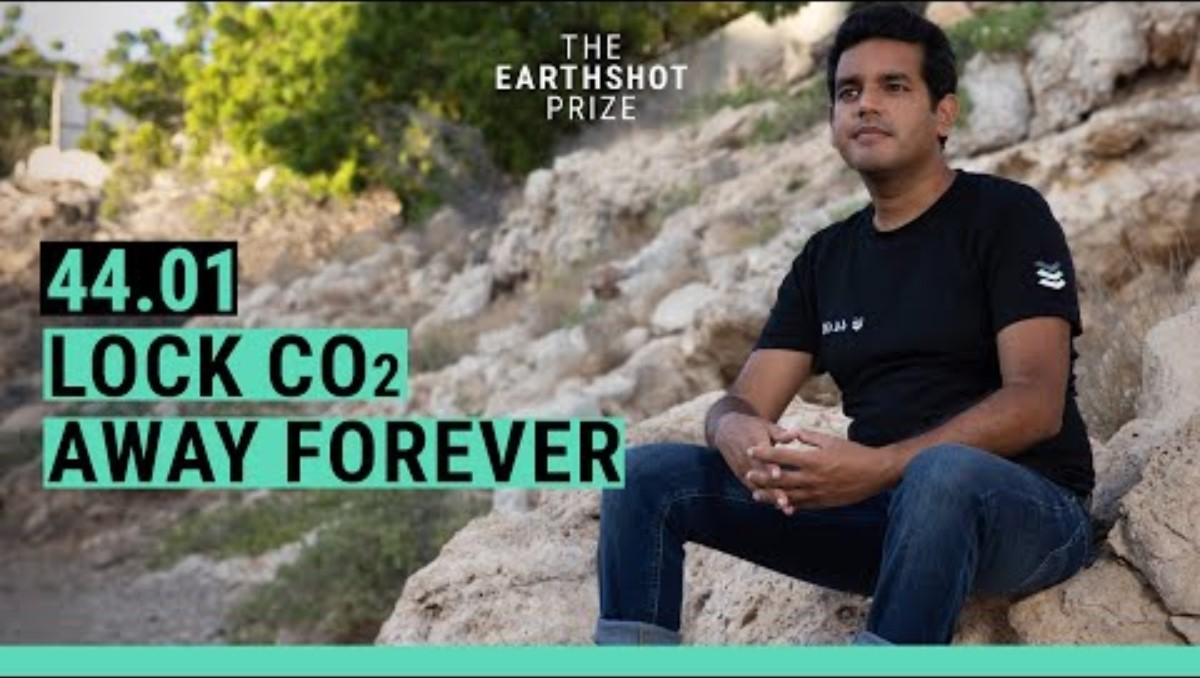 THE
EARTHSHOT
PRIZE
44.01
LOCK CO₂
AWAY FOREVER